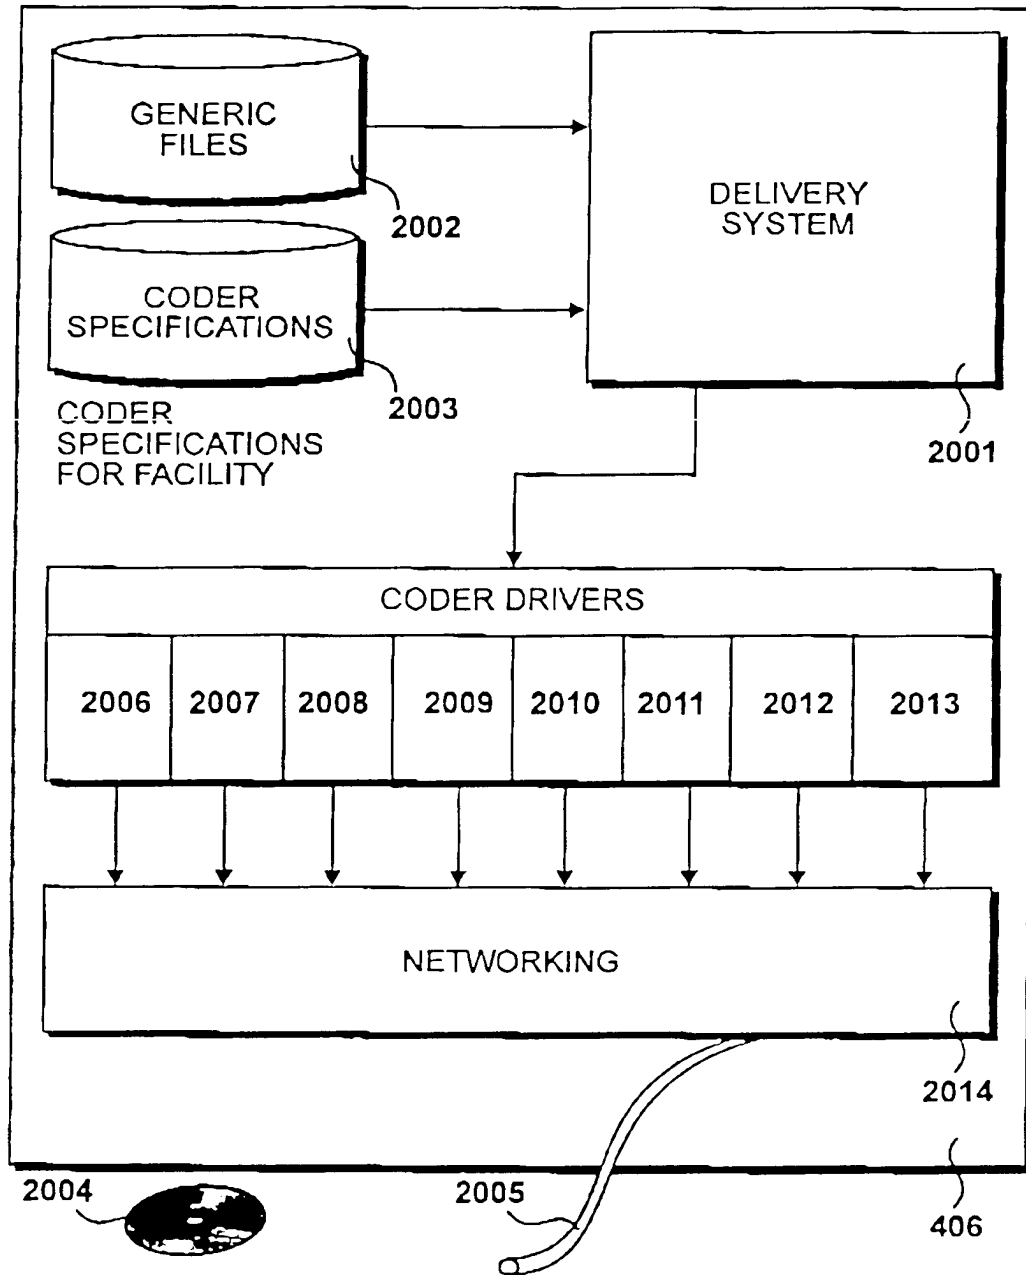 GENERIC
FILES
2002
DELIVERY
SYSTEM
CODER
SPECIFICATIONS
2003
2001
CODER
SPECIFICATIONS
FOR FACILITY
CODER DRIVERS
2006 2007 2008 2009 2010 2011 2012 2013
NETWORKING
2014
2004
2005
406